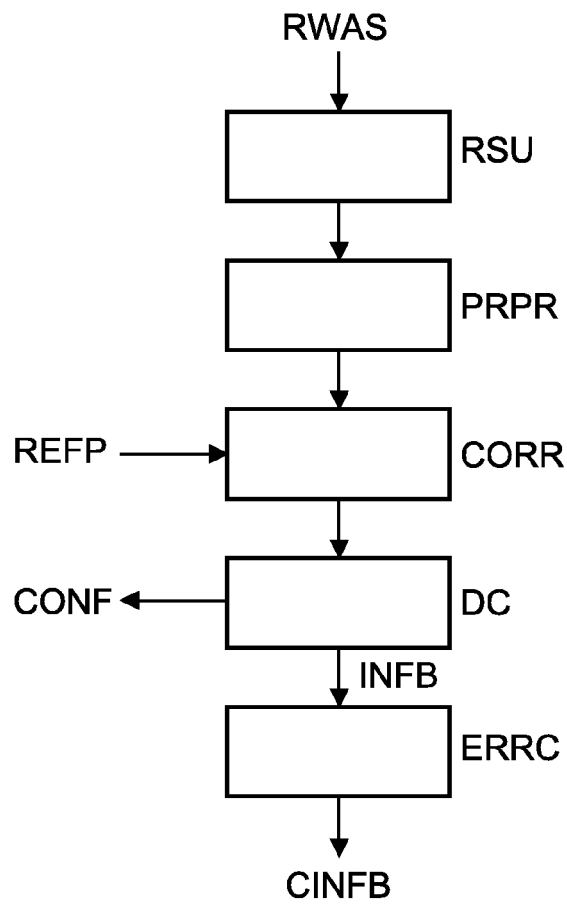 RWAS
RSU
PRPR
REFP
CORR
CONF
DC
INFB
ERRC
CINFB